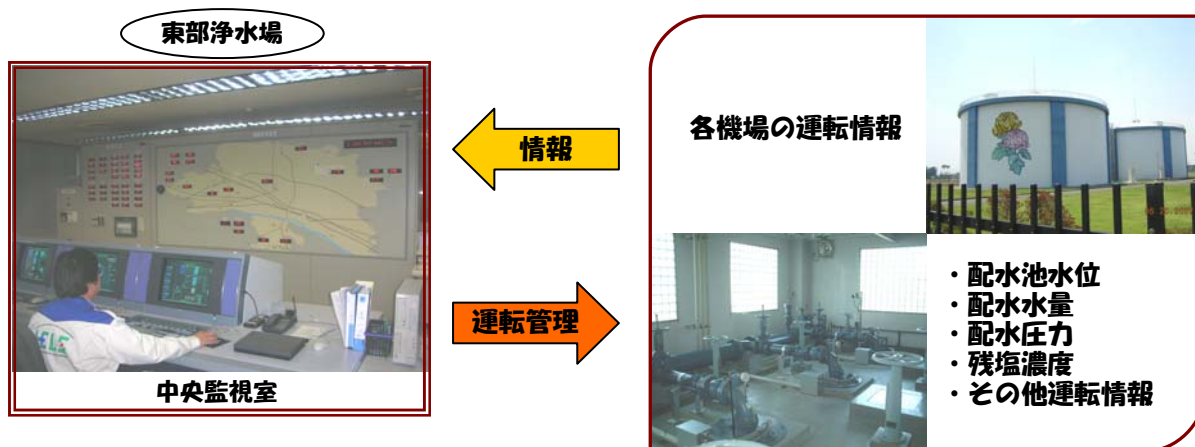 東部浄水場
中央監視室
情報
運転管理
各機場の運転情報
・配水池水位
・配水水量
・配水圧力
・残塩濃度
・その他運転情報